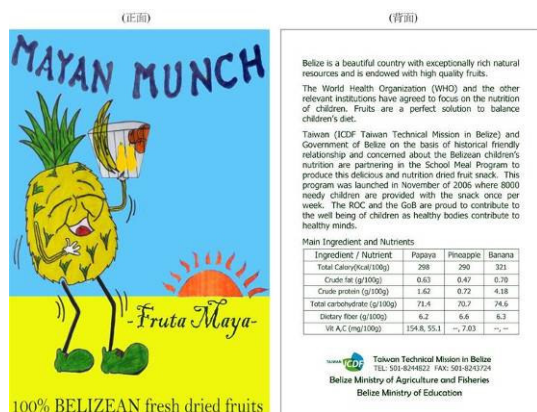 (正面)
MAYAN MUNCH
-Fruta Maya-
100% BELIZEAN fresh dried fruits
(背面)
Belize is a beautiful country with exceptionally rich natural
resources and is endowed with high quality fruits.
The World Health Organization (WHO) and the other
relevant institutions have agreed to focus on the nutrition
of children. Fruits are a perfect solution to balance
children's diet.
Taiwan (ICDF Taiwan Technical Mission in Belize) and
Government of Belize on the basis of historical friendly
relationship and concerned about the Belizean children's
nutrition are partnering in the School Meal Program to
produce this delicious and nutrition dried fruit snack. This
program was launched in November of 2006 where 8000
needy children are provided with the snack once per
week. The ROC and the GoB are proud to contribute to
the well being of children as healthy bodies contribute to
healthy minds.
Main Ingredient and Nutrients
Ingredient / Nutrient Papaya Pineapple Banana
Total Calory(Kcal/100g) 298 290 321
Crude fat (g/100g) 0.63 0.47 0.70
Crude protein (g/100g) 1.62 0.72 4.18
Total carbohydrate (g/100g) 71.4 70.7 74.6
Dietary fiber (g/100g) 6.2 6.6 6.3
Vit A,C (mg/100g) 154.8, 55.1 --, 7.03 --, --
TAIWAN ICDF Taiwan Technical Mission in Belize
TEL: 501-8244822 FAX: 501-8243724
Belize Ministry of Agriculture and Fisheries
Belize Ministry of Education